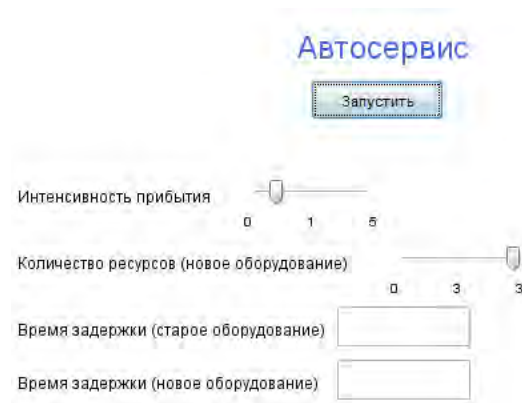 Автосервис
Запустить
Интенсивность прибытия
0 1 5
Количество ресурсов (новое оборудование)
0 3 3
Время задержки (старое оборудование)
Время задержки (новое оборудование)